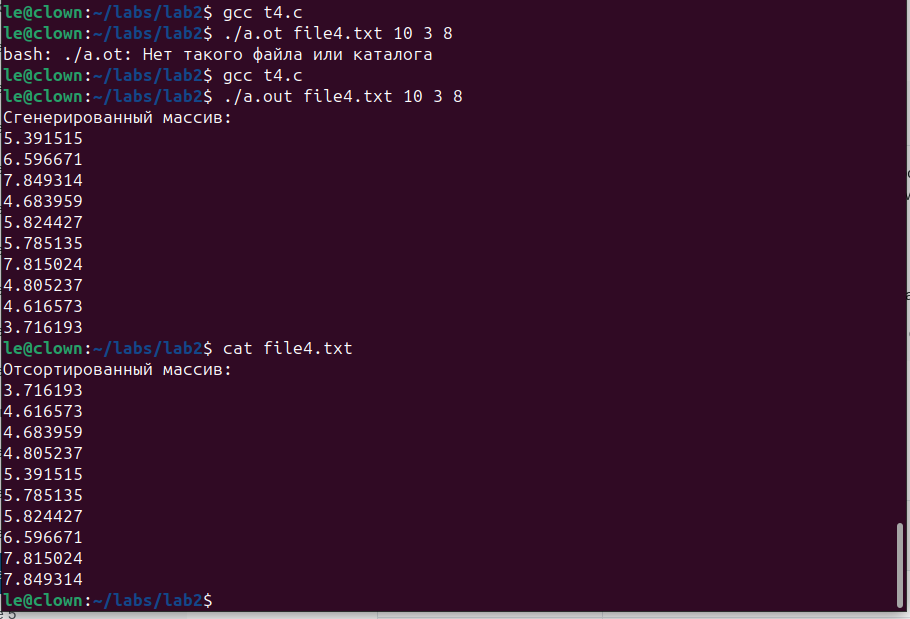 le@clown:~/labs/lab2$ gcc t4.c
le@clown:~/labs/lab2$ ./a.ot file4.txt 10 3 8
bash: ./a.ot: Нет такого файла или каталога
le@clown:~/labs/lab2$ gcc t4.c
le@clown:~/labs/lab2$ ./a.out file4.txt 10 3 8
Сгенерированный массив:
5.391515
6.596671
7.849314
4.683959
5.824427
5.785135
7.815024
4.805237
4.616573
3.716193
le@clown:~/labs/lab2$ cat file4.txt
Отсортированный массив:
3.716193
4.616573
4.683959
4.805237
5.391515
5.785135
5.824427
6.596671
7.815024
7.849314
le@clown:~/labs/lab2$